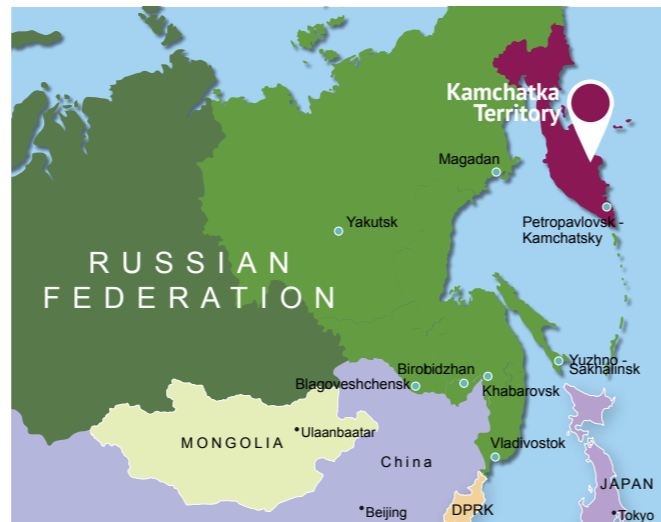 Kamchatka
Territory
Magadan
Petropavlovsk -
Kamchatsky
Yakutsk
RUSSIAN
FEDERATION
Yuzhno -
Sakhalinsk
Birobidzhan
Blagoveshchensk
Khabarovsk
Ulaanbaatar
MONGOLIA
Vladivostok
China
JAPAN
DPRK
Beijing
Tokyo